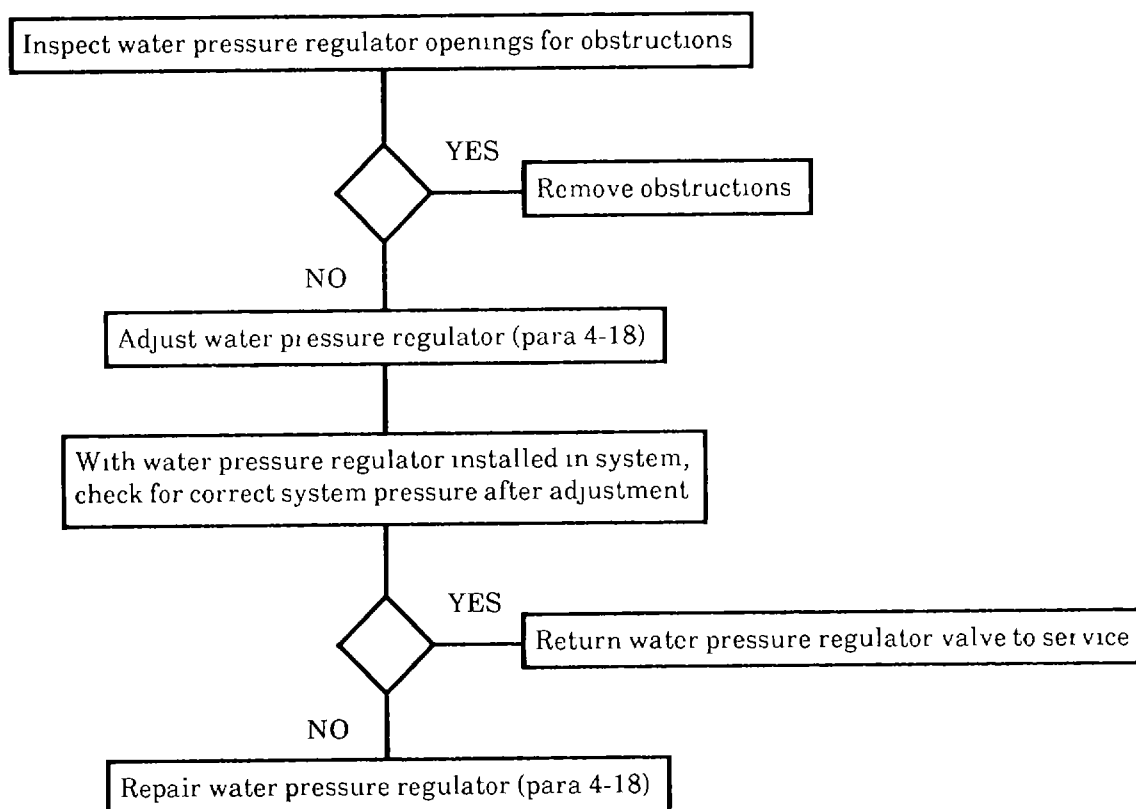 Inspect water pressure regulator openings for obstructions
YES
Remove obstructions
NO
Adjust water pressure regulator (para 4-18)
With water pressure regulator installed in system,
check for correct system pressure after adjustment
YES
Return water pressure regulator valve to service
NO
Repair water pressure regulator (para 4-18)